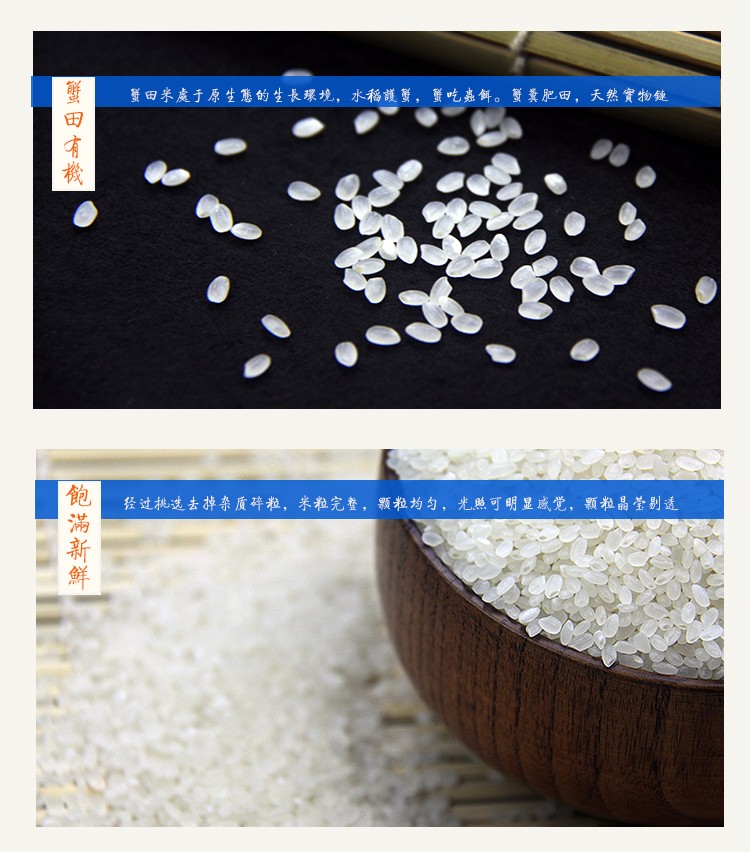 蟹田有機
蟹田米處于原生態的生長環境，水稻護蟹，蟹吃蟲餌。蟹糞肥田，天然實物鏈
飽滿新鮮
经过挑选去掉杂质碎粒，米粒完整，颗粒均匀，光照可明显感觉，颗粒晶莹剔透